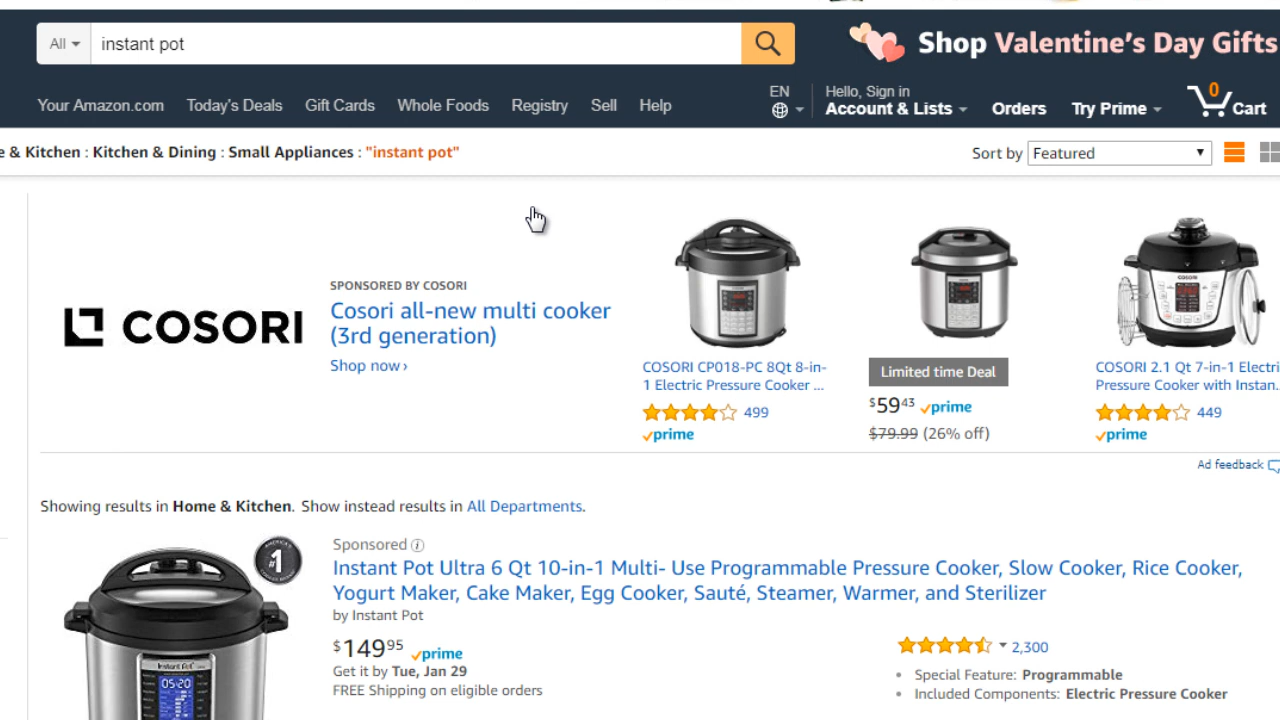 All
instant pot
Shop Valentine's Day Gifts
Your Amazon.com Today's Deals Gift Cards Whole Foods Registry Sell Help
EN
Hello, Sign in
Account & Lists
Orders
Try Prime
0
Cart
e & Kitchen : Kitchen & Dining : Small Appliances : "instant pot"
Sort by Featured
COSORI
SPONSORED BY COSORI
Cosori all-new multi cooker
(3rd generation)
Shop now ›
COSORI CP018-PC 8Qt 8-in-
1 Electric Pressure Cooker ...
499
prime
Limited time Deal
$59 43 prime
$79.99 (26% off)
COSORI
COSORI 2.1 Qt 7-in-1 Electri
Pressure Cooker with Instan..
449
prime
Ad feedback
Showing results in Home & Kitchen. Show instead results in All Departments.
AMERICA'S
#1
Instant Pot
05:20
Sponsored
Instant Pot Ultra 6 Qt 10-in-1 Multi- Use Programmable Pressure Cooker, Slow Cooker, Rice Cooker,
Yogurt Maker, Cake Maker, Egg Cooker, Sauté, Steamer, Warmer, and Sterilizer
by Instant Pot
$149 95 prime
Get it by Tue, Jan 29
FREE Shipping on eligible orders
2,300
Special Feature: Programmable
Included Components: Electric Pressure Cooker